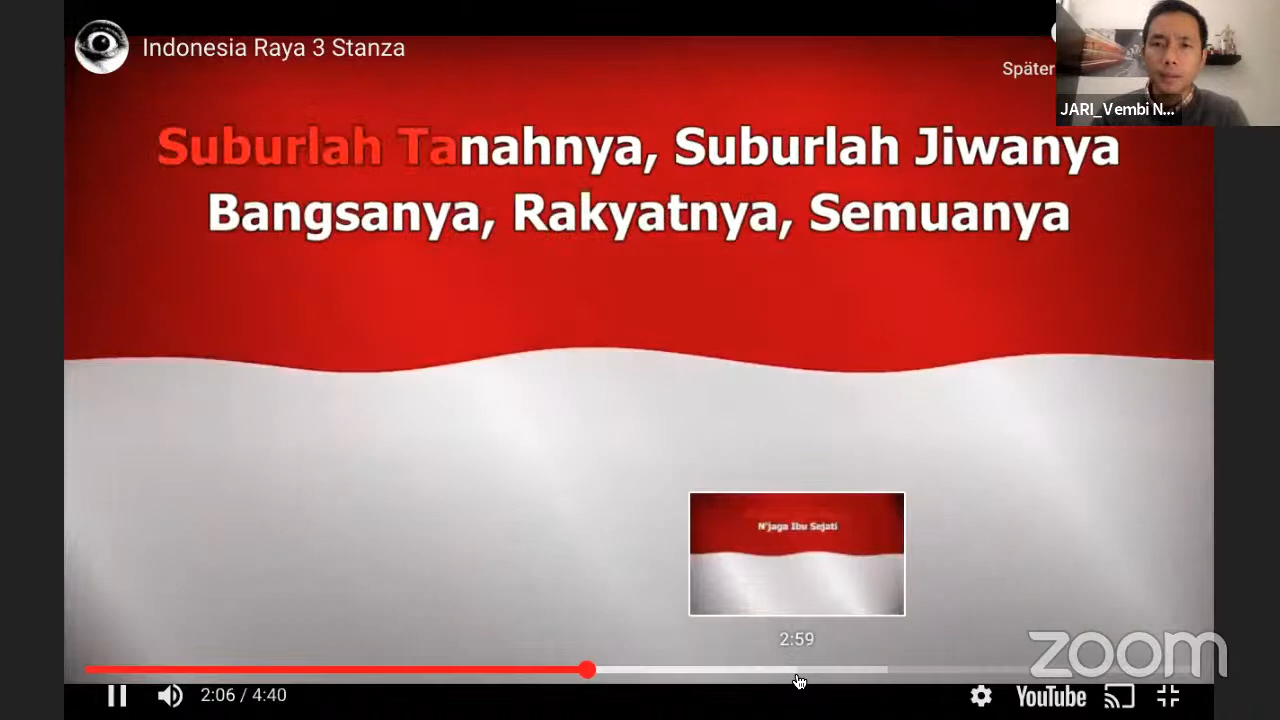 Indonesia Raya 3 Stanza
Später
JARI_Vembi N...
Suburlah Tanahnya, Suburlah Jiwanya
Bangsanya, Rakyatnya, Semuanya
N'jaga Ibu Sejati
2:59
zoom
2:06 / 4:40
YouTube